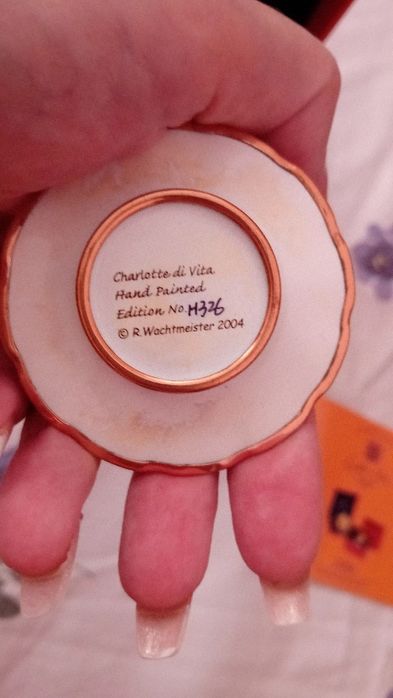 Charlotte di Vita
Hand Painted
Edition No. H326
© R.Wachtmeister 2004